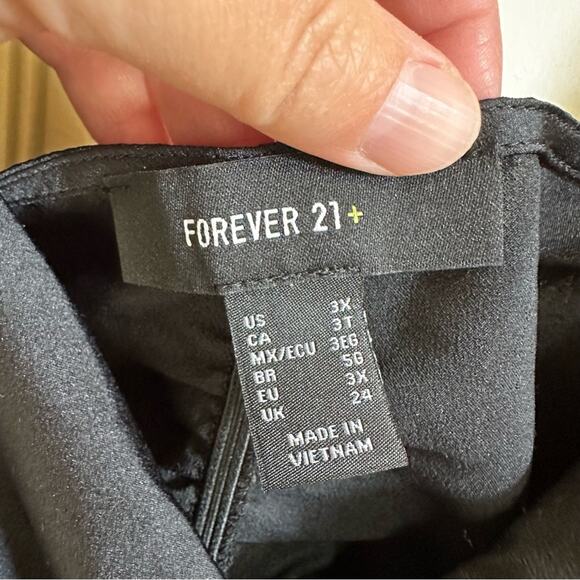 FOREVER 21+
US 3X
CA 3T
MX/ECU 3EG
BR 5G
EU 3X
UK 24
MADE IN
VIETNAM